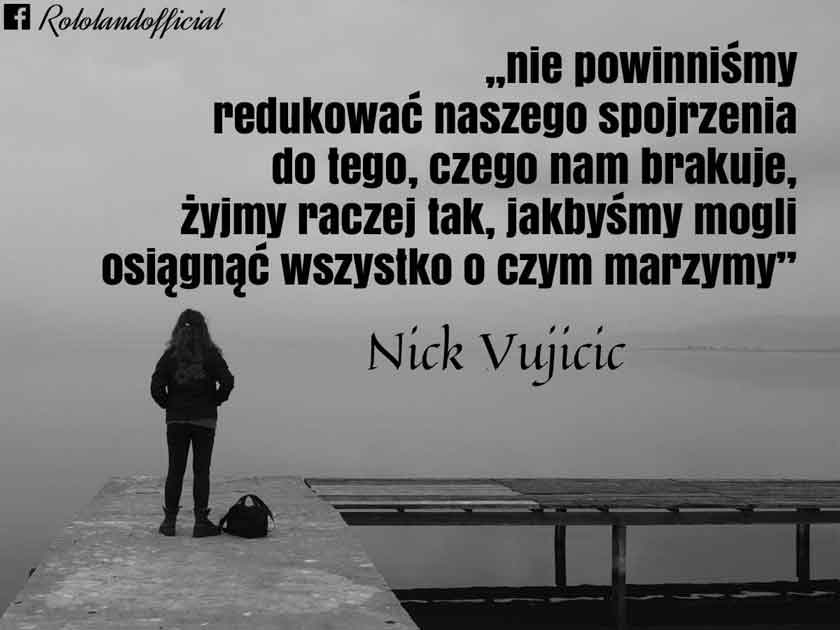 Rololandofficial
„nie powinniśmy
redukować naszego spojrzenia
do tego, czego nam brakuje,
żyjmy raczej tak, jakbyśmy mogli
osiągnąć wszystko o czym marzymy”
Nick Vujicic